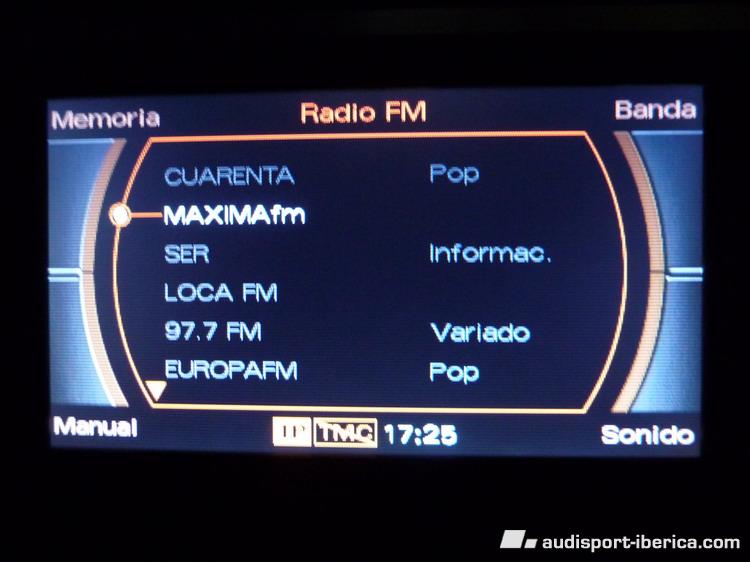 Memoria Radio FM Banda
CUARENTA Pop
MAXIMAfm
SER Informac.
LOCA FM
97.7 FM Variado
EUROPAFM Pop
Manual TP TMC 17:25 Sonido
audisport-iberica.com